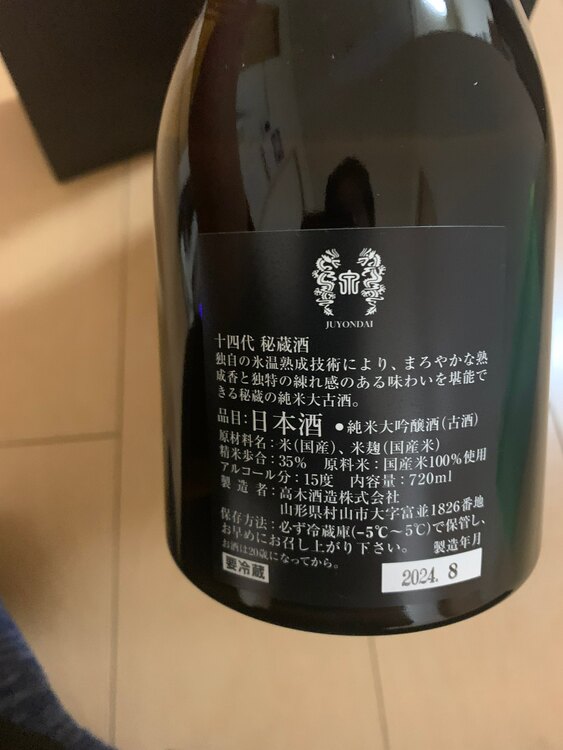 JUYONDAI
十四代 秘蔵酒
独自の氷温熟成技術により、まろやかな熟
成香と独特の練れ感のある味わいを堪能で
きる秘蔵の純米大古酒。
品目:日本酒 ●純米大吟醸酒(古酒)
原材料名:米(国産)、米麹(国産米)
精米歩合:35% 原料米:国産米100%使用
アルコール分:15度 内容量:720ml
製造者:高木酒造株式会社
山形県村山市大字富並1826番地
保存方法:必ず冷蔵庫(-5℃~5℃)で保管し、
お早めにお召し上がり下さい。 製造年月
お酒は20歳になってから。
要冷蔵 2024. 8